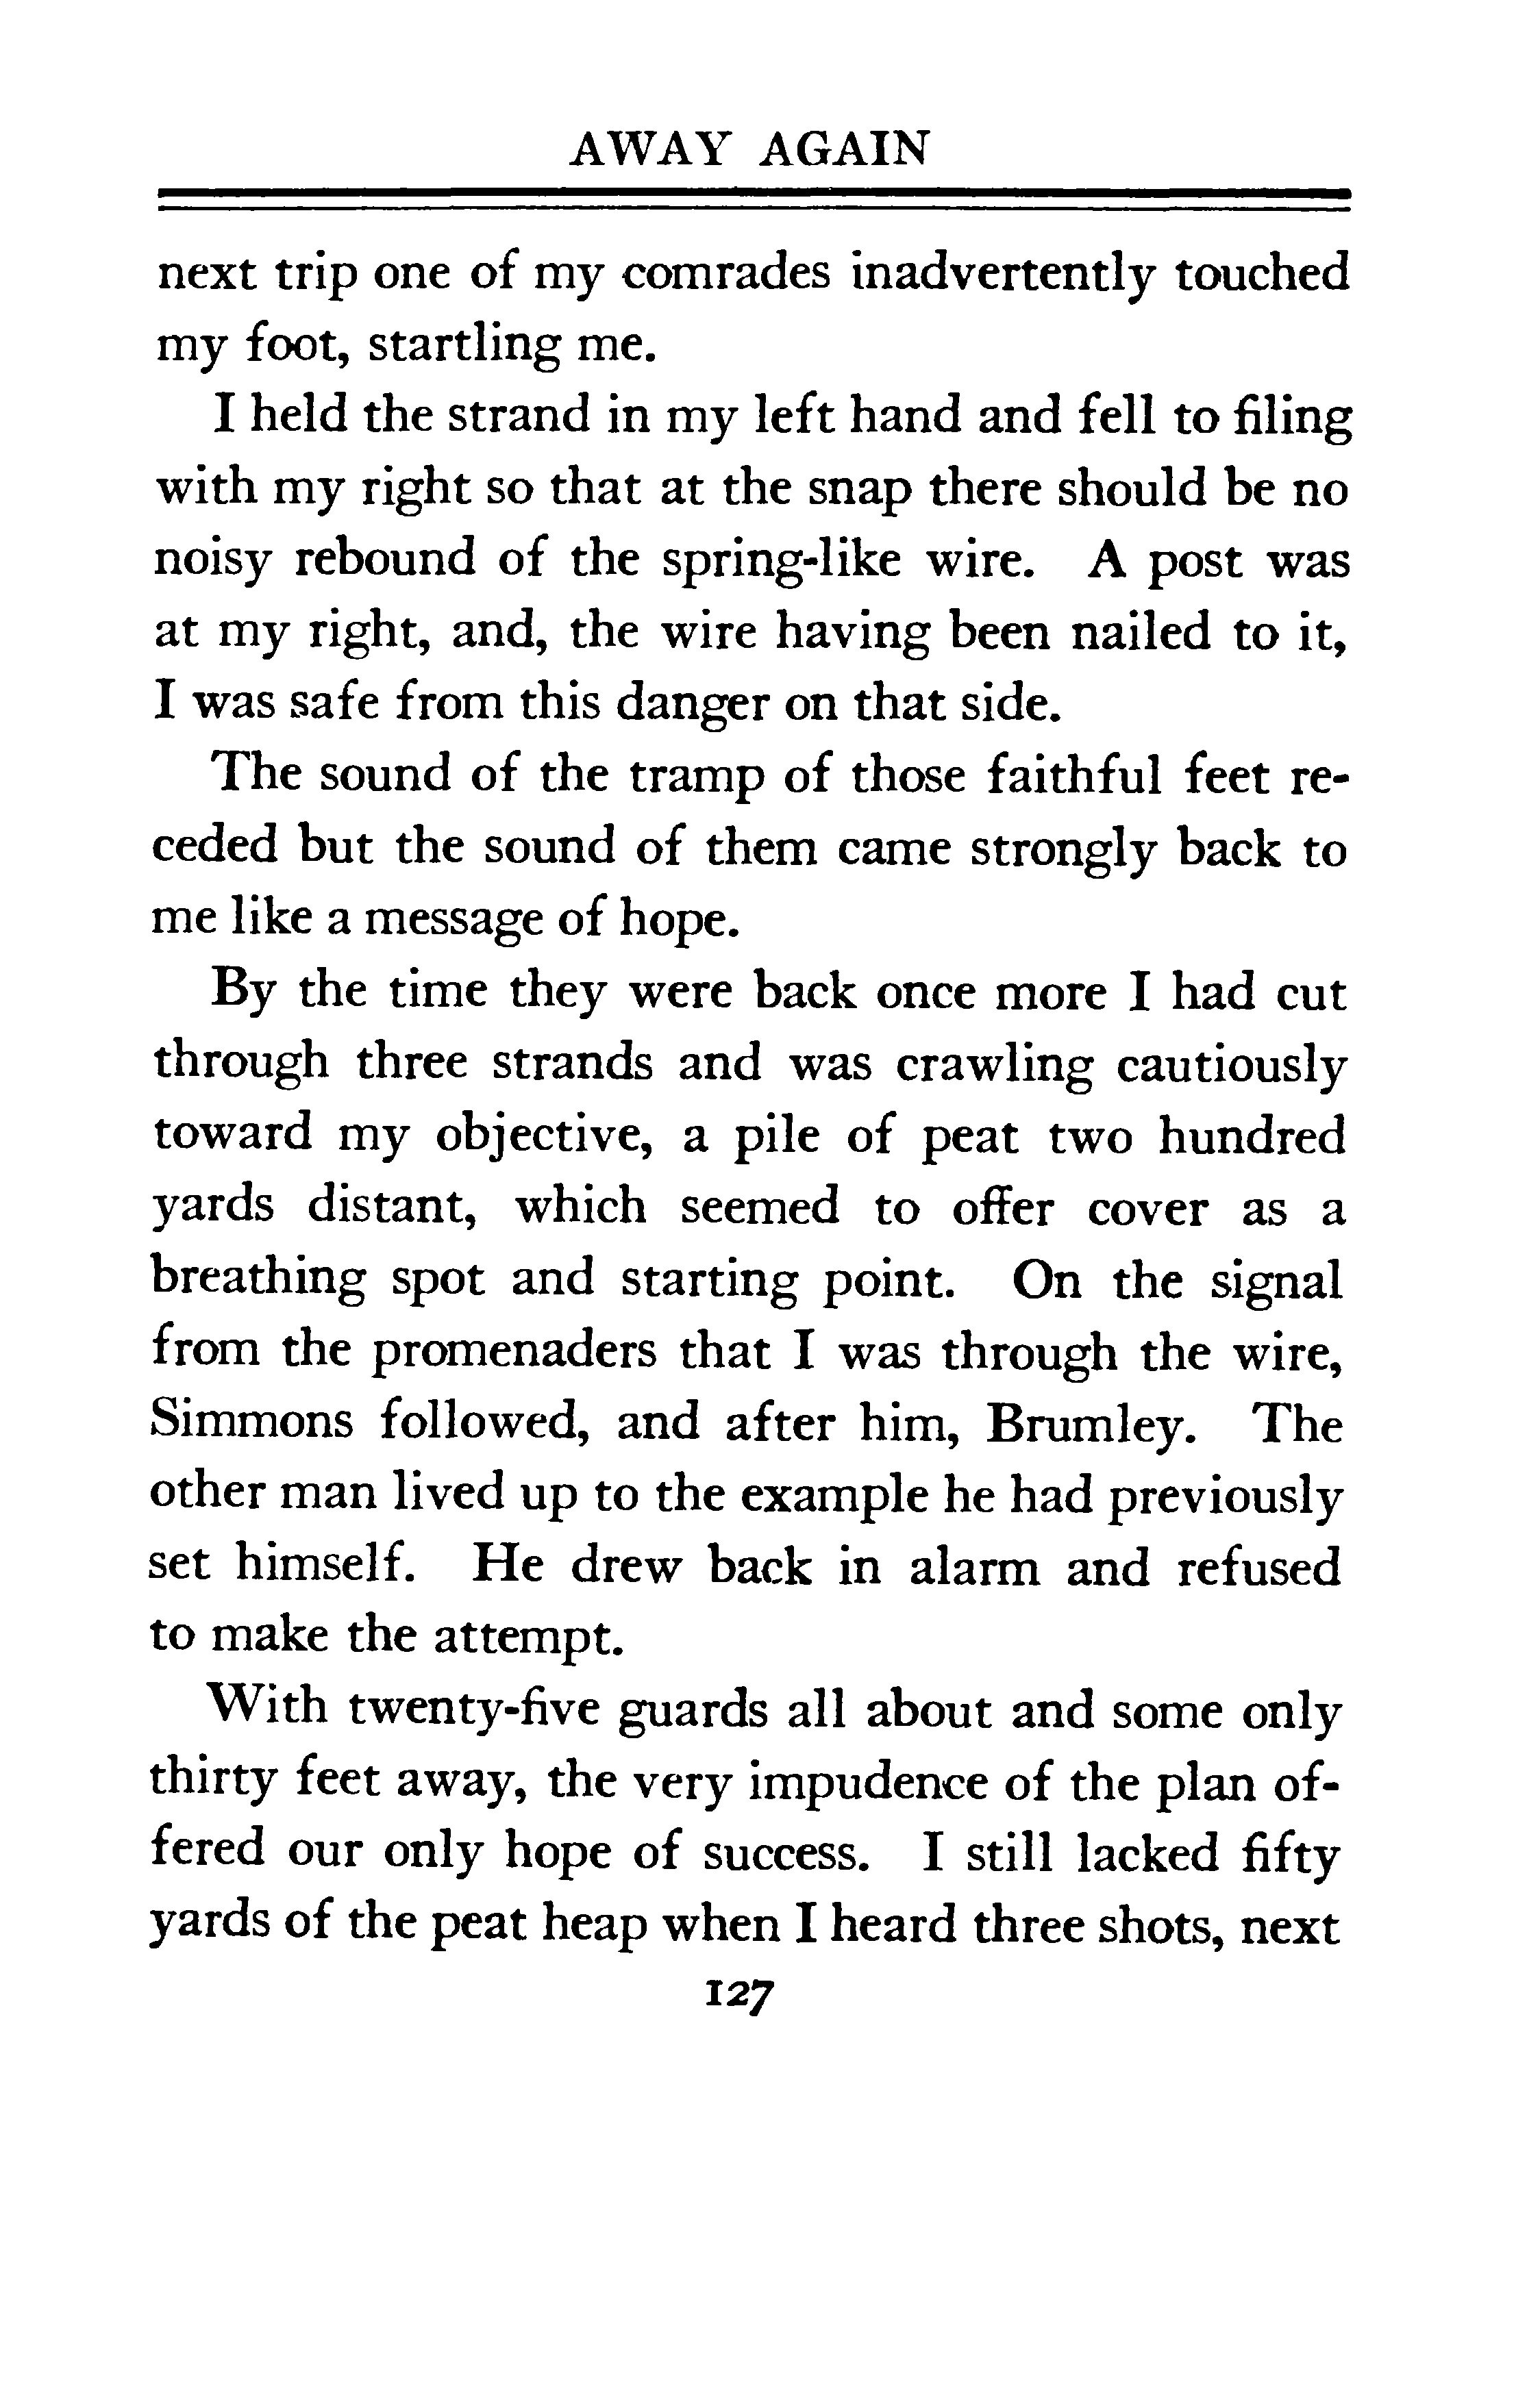 AWAY AGAIN
next trip one of my comrades inadvertently touched
my foot, startling me.
I held the strand in my left hand and fell to filing
with my right so that at the snap there should be no
noisy rebound of the spring-like wire. A post was
at my right, and, the wire having been nailed to it,
I was safe from this danger on that side.
The sound of the tramp of those faithful feet re-
ceded but the sound of them came strongly back to
me like a message of hope.
By the time they were back once more I had cut
through three strands and was crawling cautiously
toward my objective, a pile of peat two hundred
yards distant, which seemed to offer cover as a
breathing spot and starting point. On the signal
from the promenaders that I was through the wire,
Simmons followed, and after him, Brumley. The
other man lived up to the example he had previously
set himself. He drew back in alarm and refused
to make the attempt.
With twenty-five guards all about and some only
thirty feet away, the very impudence of the plan of-
fered our only hope of success. I still lacked fifty
yards of the peat heap when I heard three shots, next
127